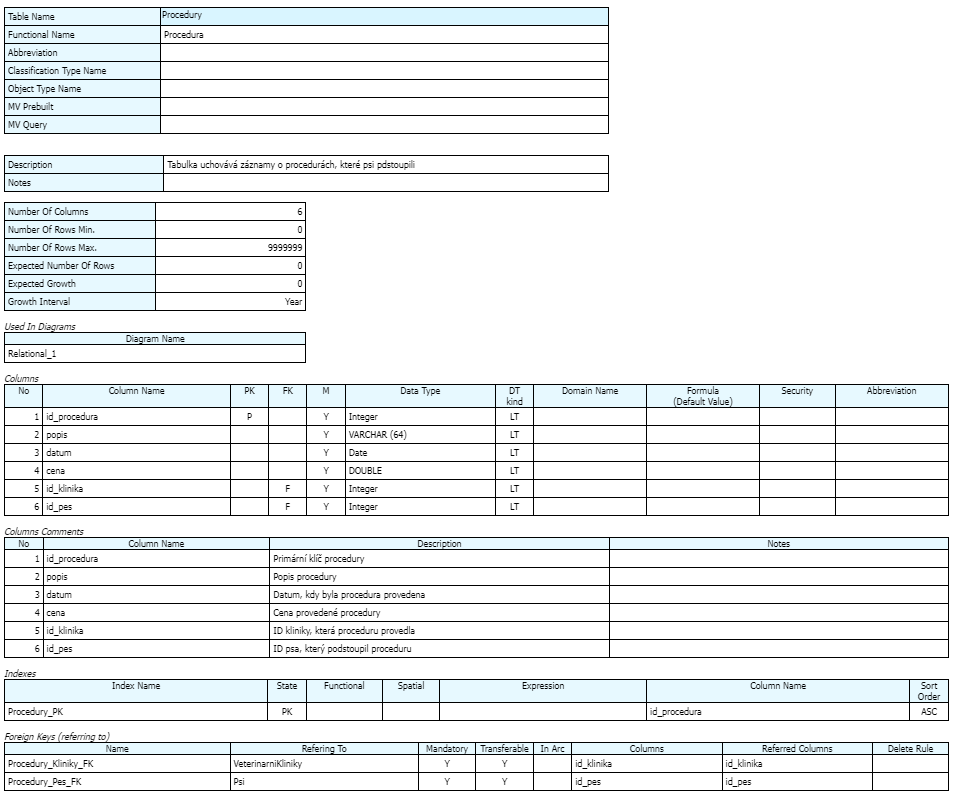 Table Name Procedury
Functional Name Procedura
Abbreviation
Classification Type Name
Object Type Name
MV Prebuilt
MV Query
Description Tabulka uchovává záznamy o procedurách, které psi pdstoupili
Notes
Number Of Columns 6
Number Of Rows Min. 0
Number Of Rows Max. 9999999
Expected Number Of Rows 0
Expected Growth 0
Growth Interval Year
Used In Diagrams
Diagram Name
Relational_1
Columns
No Column Name PK FK M Data Type DT kind Domain Name Formula (Default Value) Security Abbreviation
1 id_procedura P Y Integer LT
2 popis Y VARCHAR (64) LT
3 datum Y Date LT
4 cena Y DOUBLE LT
5 id_klinika F Y Integer LT
6 id_pes F Y Integer LT
Columns Comments
No Column Name Description Notes
1 id_procedura Primární klíč procedury
2 popis Popis procedury
3 datum Datum, kdy byla procedura provedena
4 cena Cena provedené procedury
5 id_klinika ID kliniky, která proceduru provedla
6 id_pes ID psa, který podstoupil proceduru
Indexes
Index Name State Functional Spatial Expression Column Name Sort Order
Procedury_PK PK id_procedura ASC
Foreign Keys (referring to)
Name Refering To Mandatory Transferable In Arc Columns Referred Columns Delete Rule
Procedury_Kliniky_FK VeterinarniKliniky Y Y id_klinika id_klinika
Procedury_Pes_FK Psi Y Y id_pes id_pes